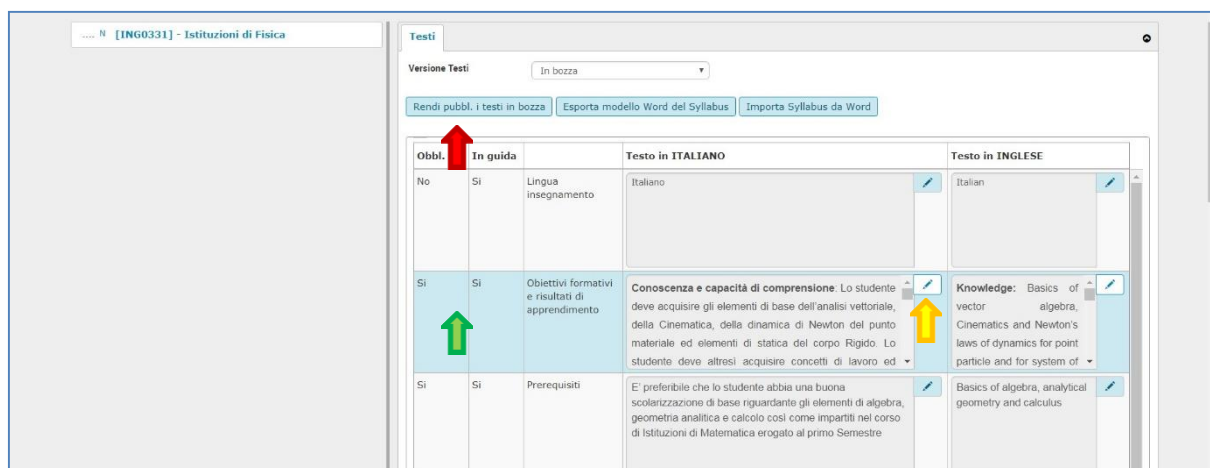 .... N [ING0331] - Istituzioni di Fisica
Testi
Versione Testi
In bozza
Rendi pubbl. i testi in bozza
Esporta modello Word del Syllabus
Importa Syllabus da Word
Obbl.
In guida
Testo in ITALIANO
Testo in INGLESE
No
Si
Lingua
insegnamento
Italiano
Italian
Si
Si
Obiettivi formativi
e risultati di
apprendimento
Conoscenza e capacità di comprensione: Lo studente
deve acquisire gli elementi di base dell'analisi vettoriale,
della Cinematica, della dinamica di Newton del punto
materiale ed elementi di statica del corpo Rigido. Lo
studente deve altresì acquisire concetti di lavoro ed
Knowledge: Basics of
vector algebra,
Cinematics and Newton's
laws of dynamics for point
particle and for system of
Si
Si
Prerequisiti
E' preferibile che lo studente abbia una buona
scolarizzazione di base riguardante gli elementi di algebra,
geometria analitica e calcolo così come impartiti nel corso
di Istituzioni di Matematica erogato al primo Semestre
Basics of algebra, analytical
geometry and calculus